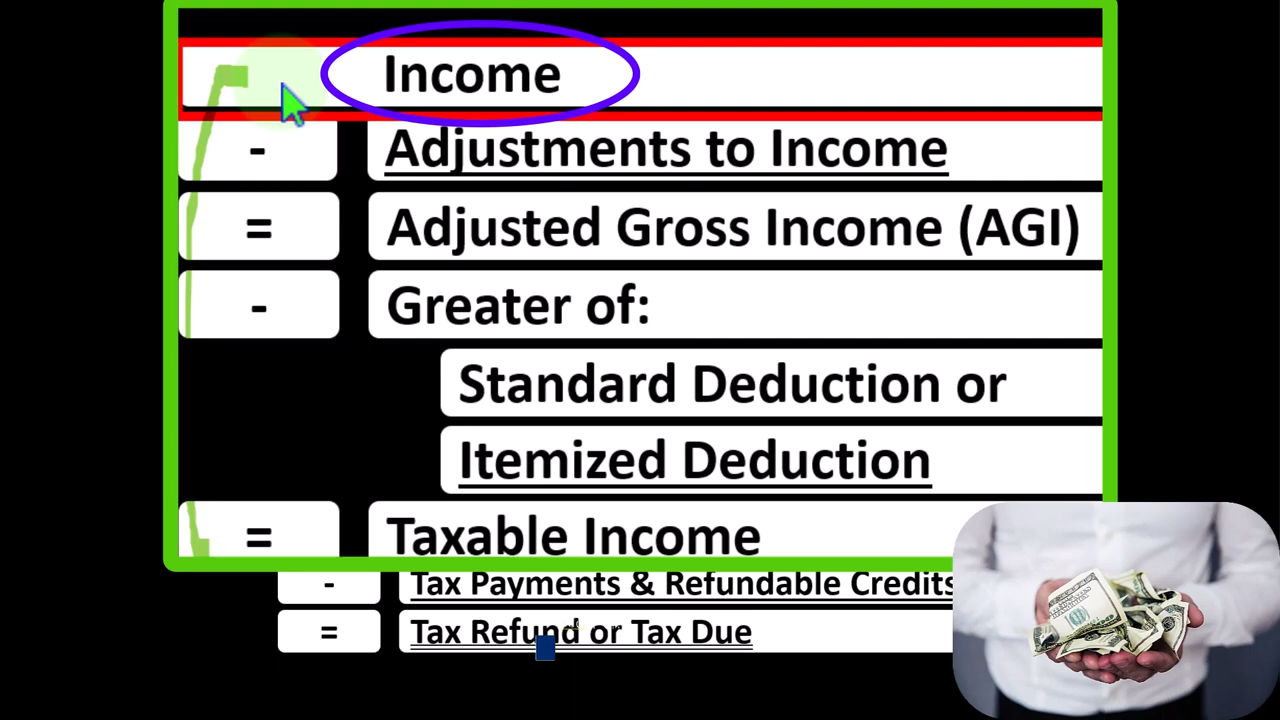 Income
- Adjustments to Income
= Adjusted Gross Income (AGI)
- Greater of:
Standard Deduction or
Itemized Deduction
= Taxable Income
- Tax Payments & Refundable Credits
= Tax Refund or Tax Due